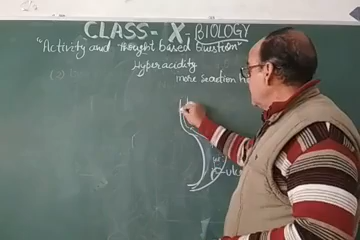 CLASS - X - BIOLOGY
"Activity and thought based Question"
Hyperacidity
more secretion